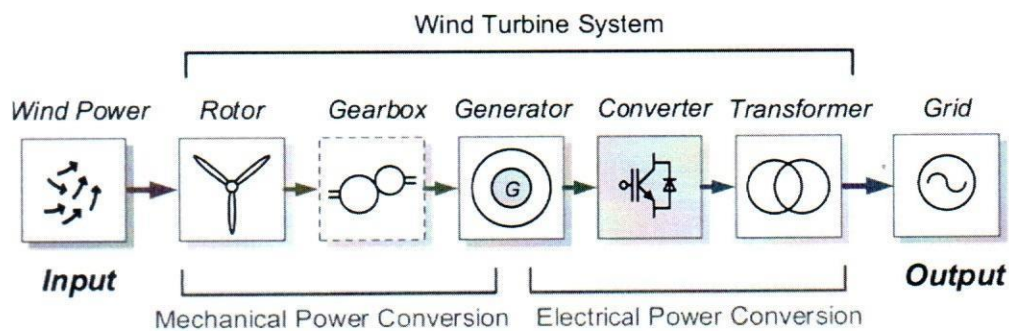 Wind Turbine System
Wind Power Rotor Gearbox Generator Converter Transformer Grid
G
Input Output
Mechanical Power Conversion Electrical Power Conversion